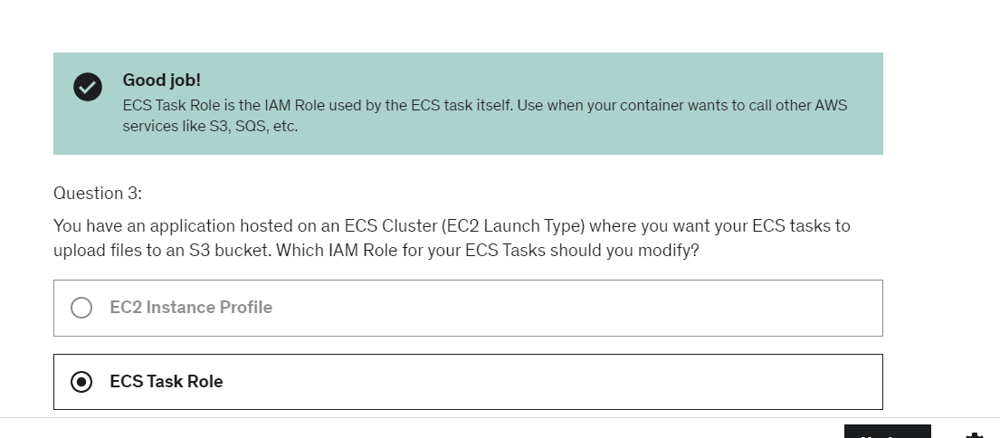 Good job!
ECS Task Role is the IAM Role used by the ECS task itself. Use when your container wants to call other AWS
services like S3, SQS, etc.
Question 3:
You have an application hosted on an ECS Cluster (EC2 Launch Type) where you want your ECS tasks to
upload files to an S3 bucket. Which IAM Role for your ECS Tasks should you modify?
EC2 Instance Profile
ECS Task Role